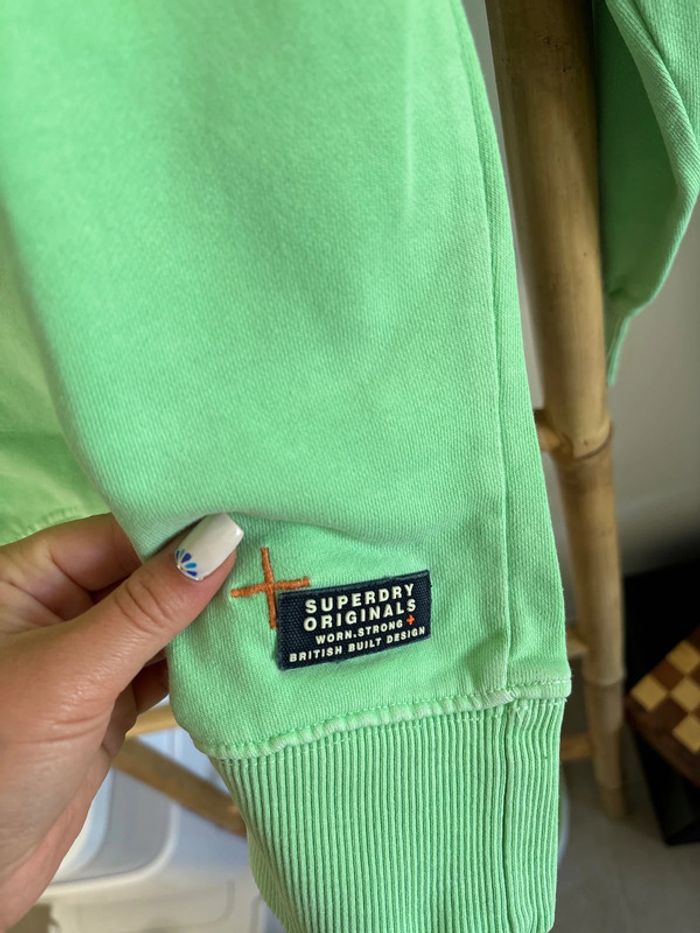 SUPERDRY
ORIGINALS
WORN.STRONG +
BRITISH BUILT DESIGN